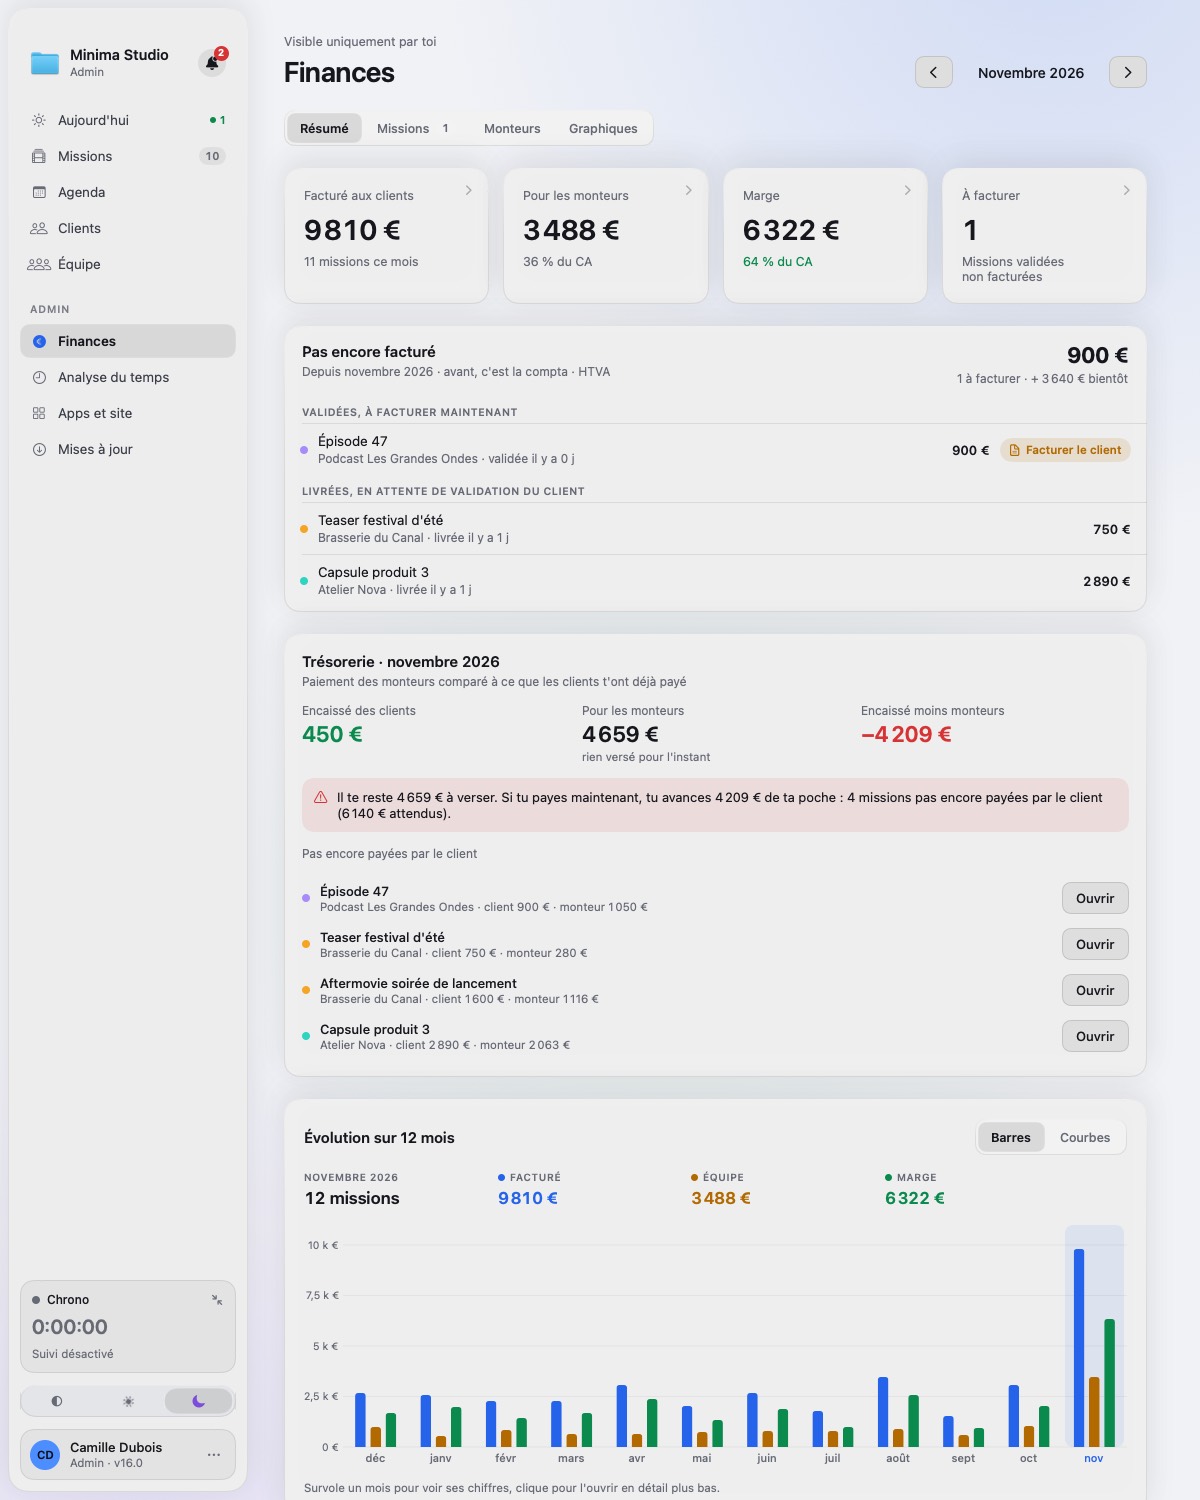 Minima Studio
Admin
2
Aujourd'hui
1
Missions
10
Agenda
Clients
Équipe
ADMIN
Finances
Analyse du temps
Apps et site
Mises à jour
Chrono
0:00:00
Suivi désactivé
CD
Camille Dubois
Admin · v16.0
Visible uniquement par toi
Finances
Novembre 2026
Résumé
Missions 1
Monteurs
Graphiques
Facturé aux clients
9 810 €
11 missions ce mois
Pour les monteurs
3 488 €
36 % du CA
Marge
6 322 €
64 % du CA
À facturer
1
Missions validées
non facturées
Pas encore facturé
900 €
Depuis novembre 2026 · avant, c'est la compta · HTVA
1 à facturer · + 3 640 € bientôt
VALIDÉES, À FACTURER MAINTENANT
Épisode 47
Podcast Les Grandes Ondes · validée il y a 0 j
900 €
Facturer le client
LIVRÉES, EN ATTENTE DE VALIDATION DU CLIENT
Teaser festival d'été
Brasserie du Canal · livrée il y a 1 j
750 €
Capsule produit 3
Atelier Nova · livrée il y a 1 j
2 890 €
Trésorerie · novembre 2026
Paiement des monteurs comparé à ce que les clients t'ont déjà payé
Encaissé des clients
450 €
Pour les monteurs
4 659 €
rien versé pour l'instant
Encaissé moins monteurs
−4 209 €
Il te reste 4 659 € à verser. Si tu payes maintenant, tu avances 4 209 € de ta poche : 4 missions pas encore payées par le client
(6 140 € attendus).
Pas encore payées par le client
Épisode 47
Podcast Les Grandes Ondes · client 900 € · monteur 1 050 €
Ouvrir
Teaser festival d'été
Brasserie du Canal · client 750 € · monteur 280 €
Ouvrir
Aftermovie soirée de lancement
Brasserie du Canal · client 1 600 € · monteur 1 116 €
Ouvrir
Capsule produit 3
Atelier Nova · client 2 890 € · monteur 2 063 €
Ouvrir
Évolution sur 12 mois
Barres
Courbes
NOVEMBRE 2026
12 missions
FACTURÉ
9 810 €
ÉQUIPE
3 488 €
MARGE
6 322 €
10 k €
7,5 k €
5 k €
2,5 k €
0 €
déc janv févr mars avr mai juin juil août sept oct nov
Survole un mois pour voir ses chiffres, clique pour l'ouvrir en détail plus bas.